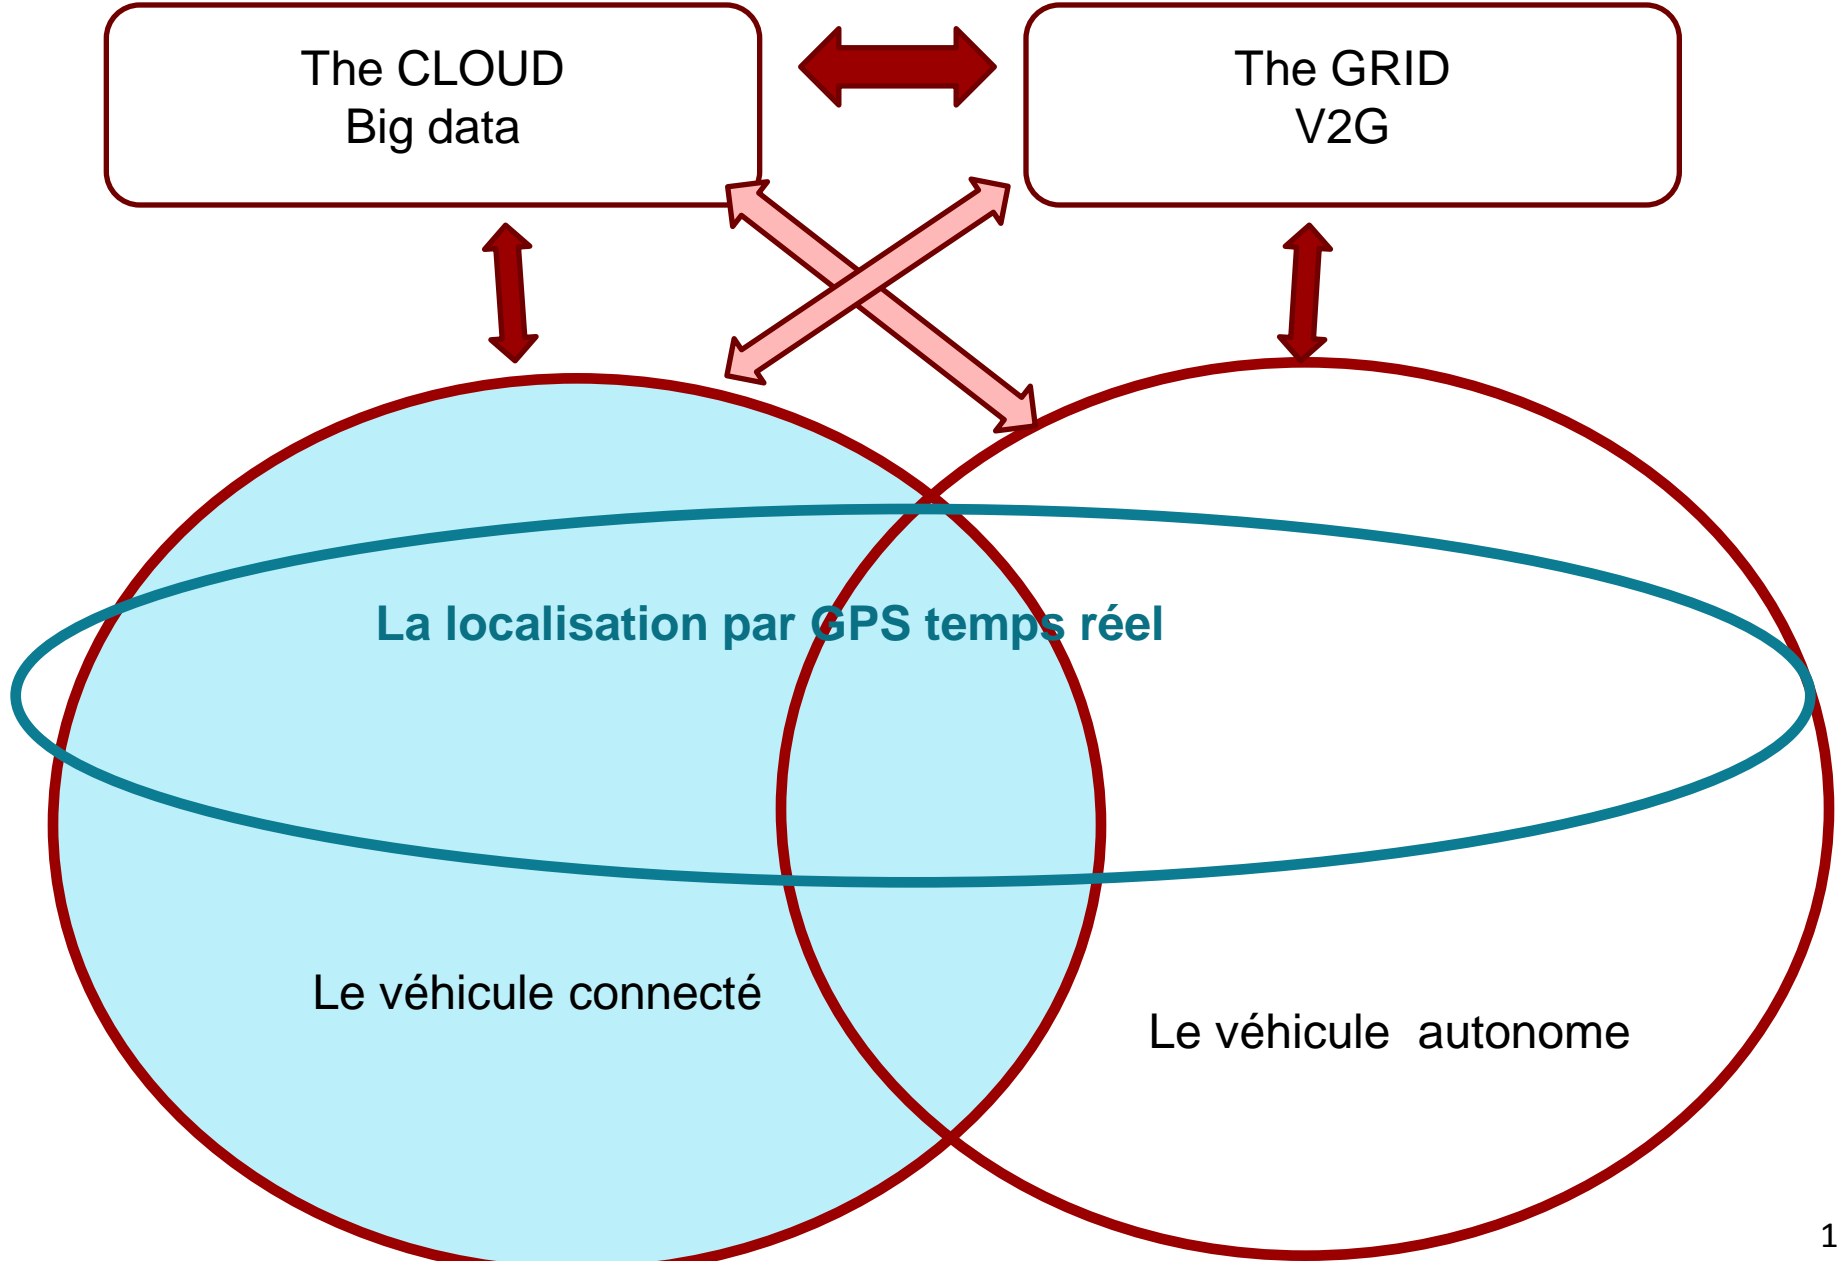 The CLOUD
Big data
The GRID
V2G
La localisation par GPS temps réel
Le véhicule connecté
Le véhicule  autonome
1